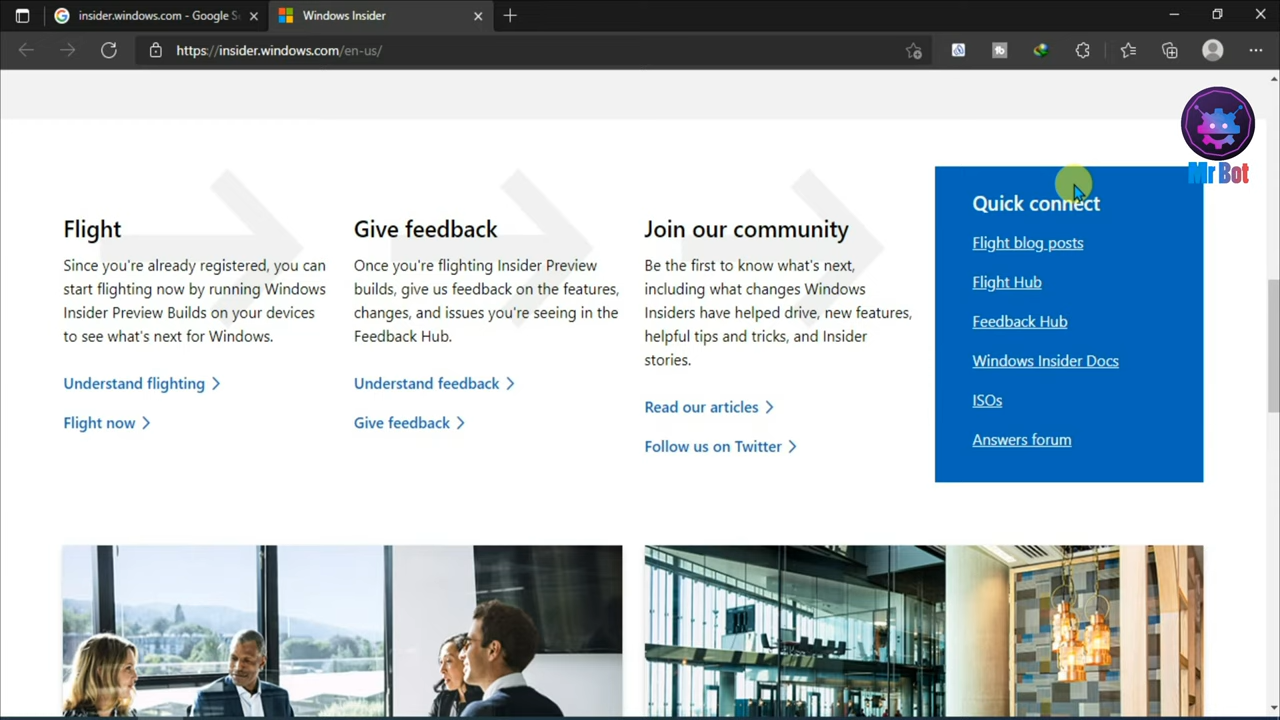 insider.windows.com - Google S
Windows Insider
https://insider.windows.com/en-us/
Mr Bot
Flight
Since you're already registered, you can
start flighting now by running Windows
Insider Preview Builds on your devices
to see what's next for Windows.
Understand flighting
Flight now
Give feedback
Once you're flighting Insider Preview
builds, give us feedback on the features,
changes, and issues you're seeing in the
Feedback Hub.
Understand feedback
Give feedback
Join our community
Be the first to know what's next,
including what changes Windows
Insiders have helped drive, new features,
helpful tips and tricks, and Insider
stories.
Read our articles
Follow us on Twitter
Quick connect
Flight blog posts
Flight Hub
Feedback Hub
Windows Insider Docs
ISOs
Answers forum